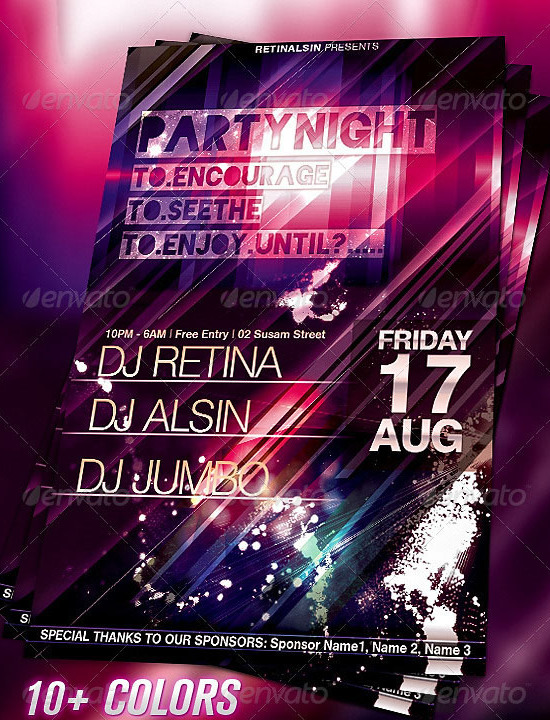 RETINALSIN PRESENTS
PARTYNIGHT
TO.ENCOURAGE
TO.SEETHE
TO.ENJOY.UNTIL?.....
10PM - 6AM | Free Entry | 02 Susam Street
DJ RETINA
DJ ALSIN
DJ JUMBO
FRIDAY
17
AUG
SPECIAL THANKS TO OUR SPONSORS: Sponsor Name1, Name 2, Name 3
10+ COLORS
envato